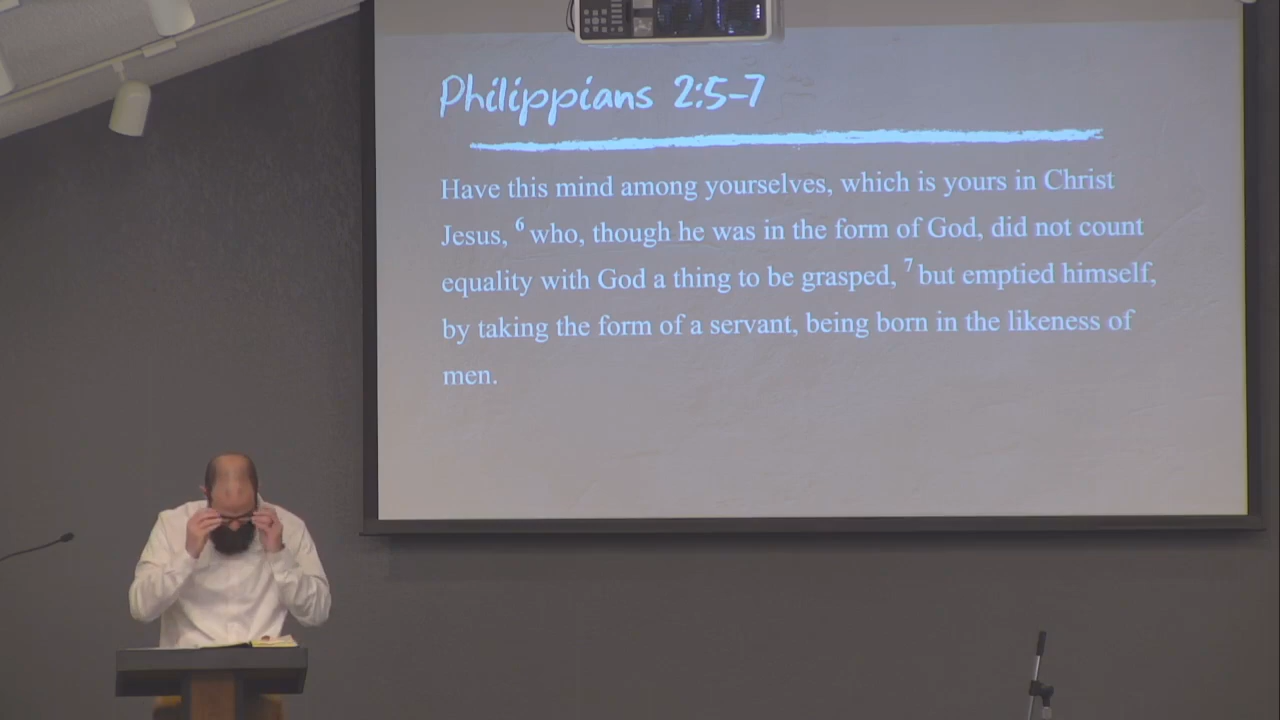 Philippians 2:5-7
Have this mind among yourselves, which is yours in Christ
Jesus, 6 who, though he was in the form of God, did not count
equality with God a thing to be grasped, 7 but emptied himself,
by taking the form of a servant, being born in the likeness of
men.